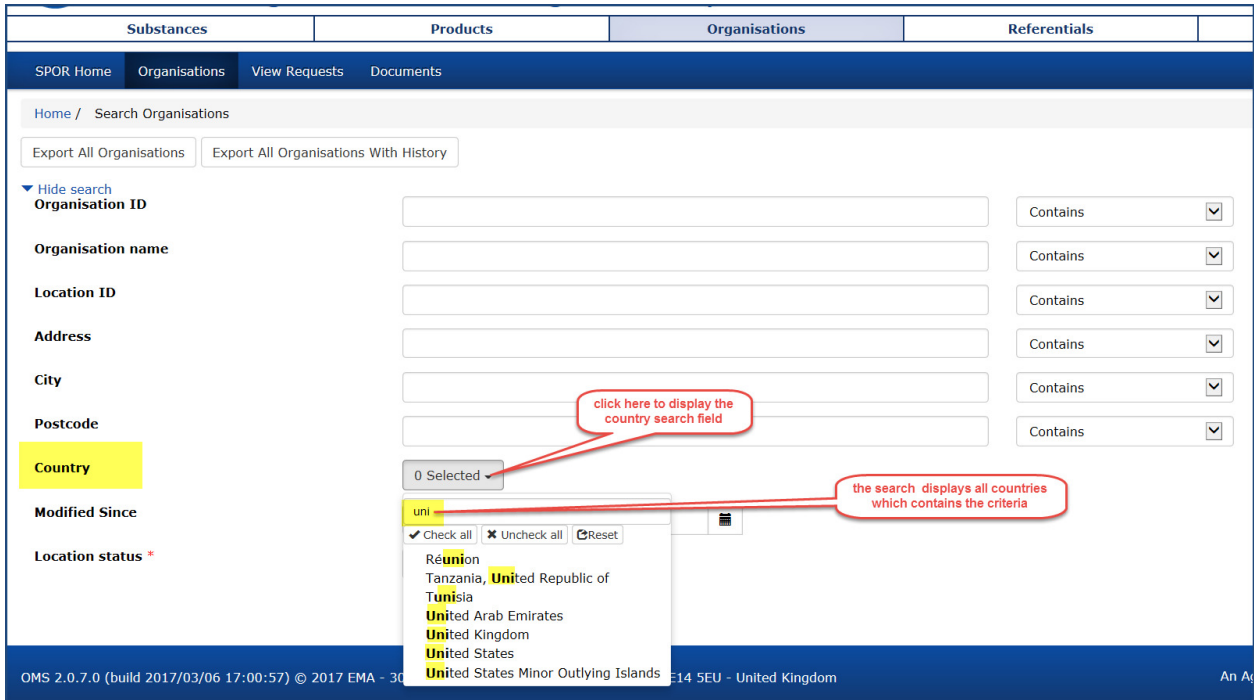 Substances Products Organisations Referentials
SPOR Home Organisations View Requests Documents
Home / Search Organisations
Export All Organisations Export All Organisations With History
Hide search
Organisation ID Contains
Organisation name Contains
Location ID Contains
Address Contains
City Contains
click here to display the
country search field
Postcode Contains
Country 0 Selected
the search displays all countries
which contains the criteria
Modified Since uni
Check all Uncheck all Reset
Location status *
Réunion
Tanzania, United Republic of
Tunisia
United Arab Emirates
United Kingdom
United States
United States Minor Outlying Islands
OMS 2.0.7.0 (build 2017/03/06 17:00:57) © 2017 EMA - 30 E14 5EU - United Kingdom An